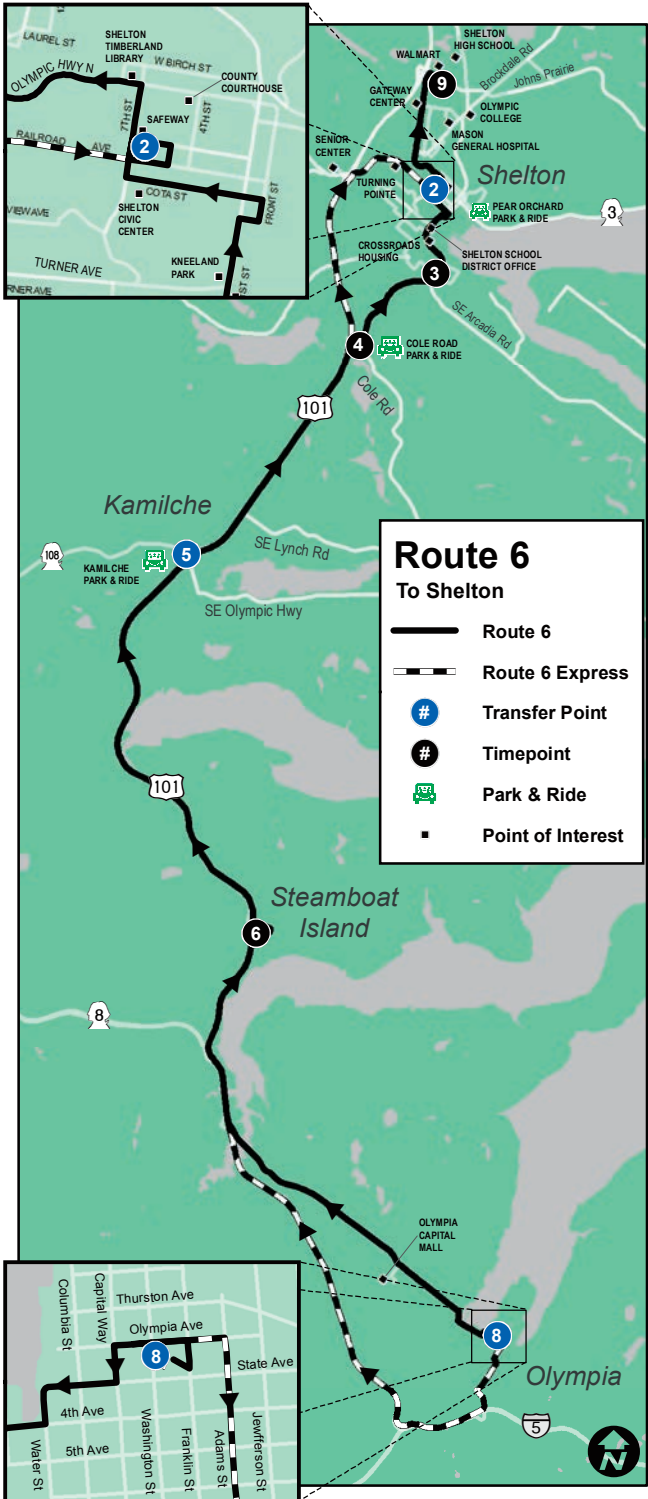 LAUREL ST
SHELTON
TIMBERLAND
LIBRARY
W BIRCH ST
OLYMPIC HWY N
COUNTY
COURTHOUSE
7TH ST
4TH ST
SAFEWAY
RAILROAD AVE
2
COTA ST
SHELTON
CIVIC
CENTER
FRONT ST
VIEW AVE
KNEELAND
PARK
TURNER AVE
RNER AVE
1ST ST
SHELTON
HIGH SCHOOL
WALMART
Brockdale Rd
9
Johns Prairie
GATEWAY
CENTER
OLYMPIC
COLLEGE
MASON
GENERAL HOSPITAL
SENIOR
CENTER
TURNING
POINTE
Shelton
2
PEAR ORCHARD
PARK & RIDE
3
CROSSROADS
HOUSING
SHELTON SCHOOL
DISTRICT OFFICE
3
SE Arcadia Rd
4
COLE ROAD
PARK & RIDE
Cole Rd
101
Kamilche
SE Lynch Rd
108
KAMILCHE
PARK & RIDE
5
SE Olympic Hwy
Route 6
To Shelton
Route 6
Route 6 Express
# Transfer Point
# Timepoint
Park & Ride
Point of Interest
101
Steamboat
Island
6
8
OLYMPIA
CAPITAL
MALL
8
Olympia
5
N
Columbia St
Capital Way
Thurston Ave
Olympia Ave
8
State Ave
4th Ave
5th Ave
Water St
Washington St
Franklin St
Adams St
Jewfferson St